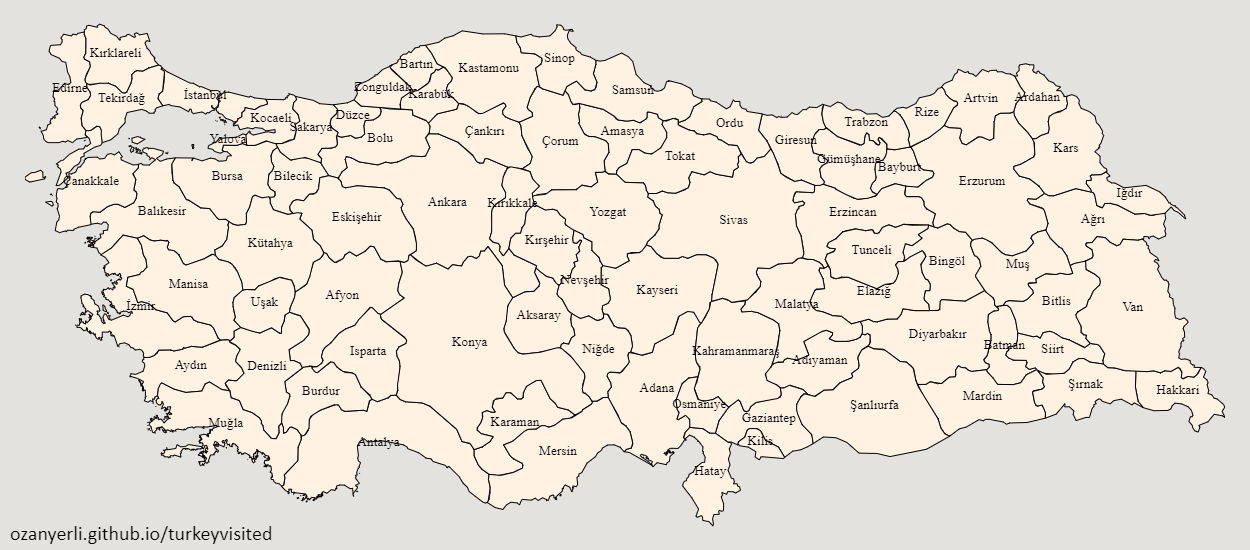 Kırklareli
Edirne
Tekirdağ
İstanbul
Kocaeli
Yalova
Sakarya
Düzce
Zonguldak
Bartın
Karabük
Kastamonu
Sinop
Samsun
Bolu
Çankırı
Çorum
Amasya
Tokat
Ordu
Giresun
Trabzon
Gümüşhane
Bayburt
Rize
Artvin
Ardahan
Kars
Iğdır
Ağrı
Erzurum
Erzincan
Çanakkale
Balıkesir
Bursa
Bilecik
Eskişehir
Kütahya
Ankara
Kırıkkale
Kırşehir
Yozgat
Sivas
Tunceli
Bingöl
Muş
Bitlis
Van
Manisa
İzmir
Uşak
Afyon
Konya
Aksaray
Nevşehir
Kayseri
Niğde
Malatya
Elazığ
Diyarbakır
Batman
Siirt
Şırnak
Hakkari
Mardin
Şanlıurfa
Adıyaman
Kahramanmaraş
Aydın
Denizli
Isparta
Burdur
Muğla
Antalya
Karaman
Mersin
Adana
Osmaniye
Gaziantep
Kilis
Hatay
ozanyerli.github.io/turkeyvisited